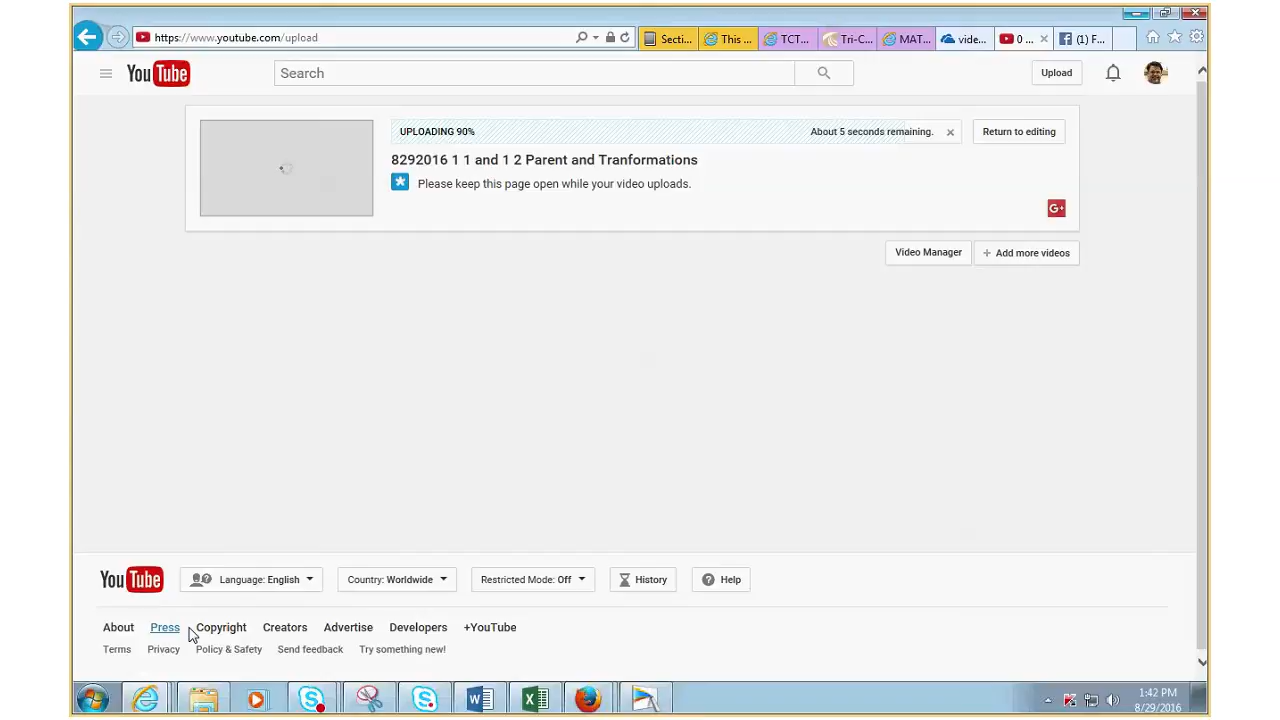 https://www.youtube.com/upload
Secti...
This ...
TCT...
Tri-C...
MAT...
vide...
0 ...
(1) F...
YouTube
Search
Upload
UPLOADING 90%
About 5 seconds remaining.
Return to editing
8292016 1 1 and 1 2 Parent and Tranformations
Please keep this page open while your video uploads.
G+
Video Manager
+ Add more videos
YouTube
Language: English
Country: Worldwide
Restricted Mode: Off
History
Help
About
Press
Copyright
Creators
Advertise
Developers
+YouTube
Terms
Privacy
Policy & Safety
Send feedback
Try something new!
1:42 PM
8/29/2016